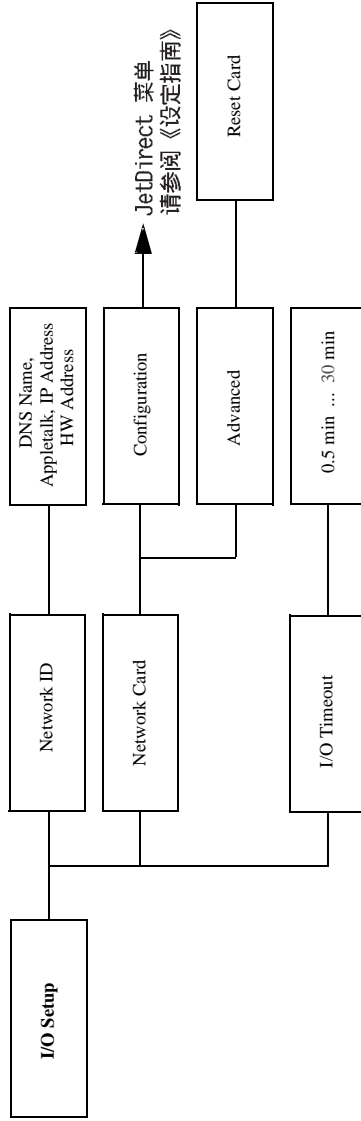 I/O Setup
Network ID
DNS Name,
Appletalk, IP Address
HW Address
Network Card
Configuration
JetDirect 菜单
请参阅《设定指南》
Advanced
Reset Card
I/O Timeout
0.5 min ... 30 min